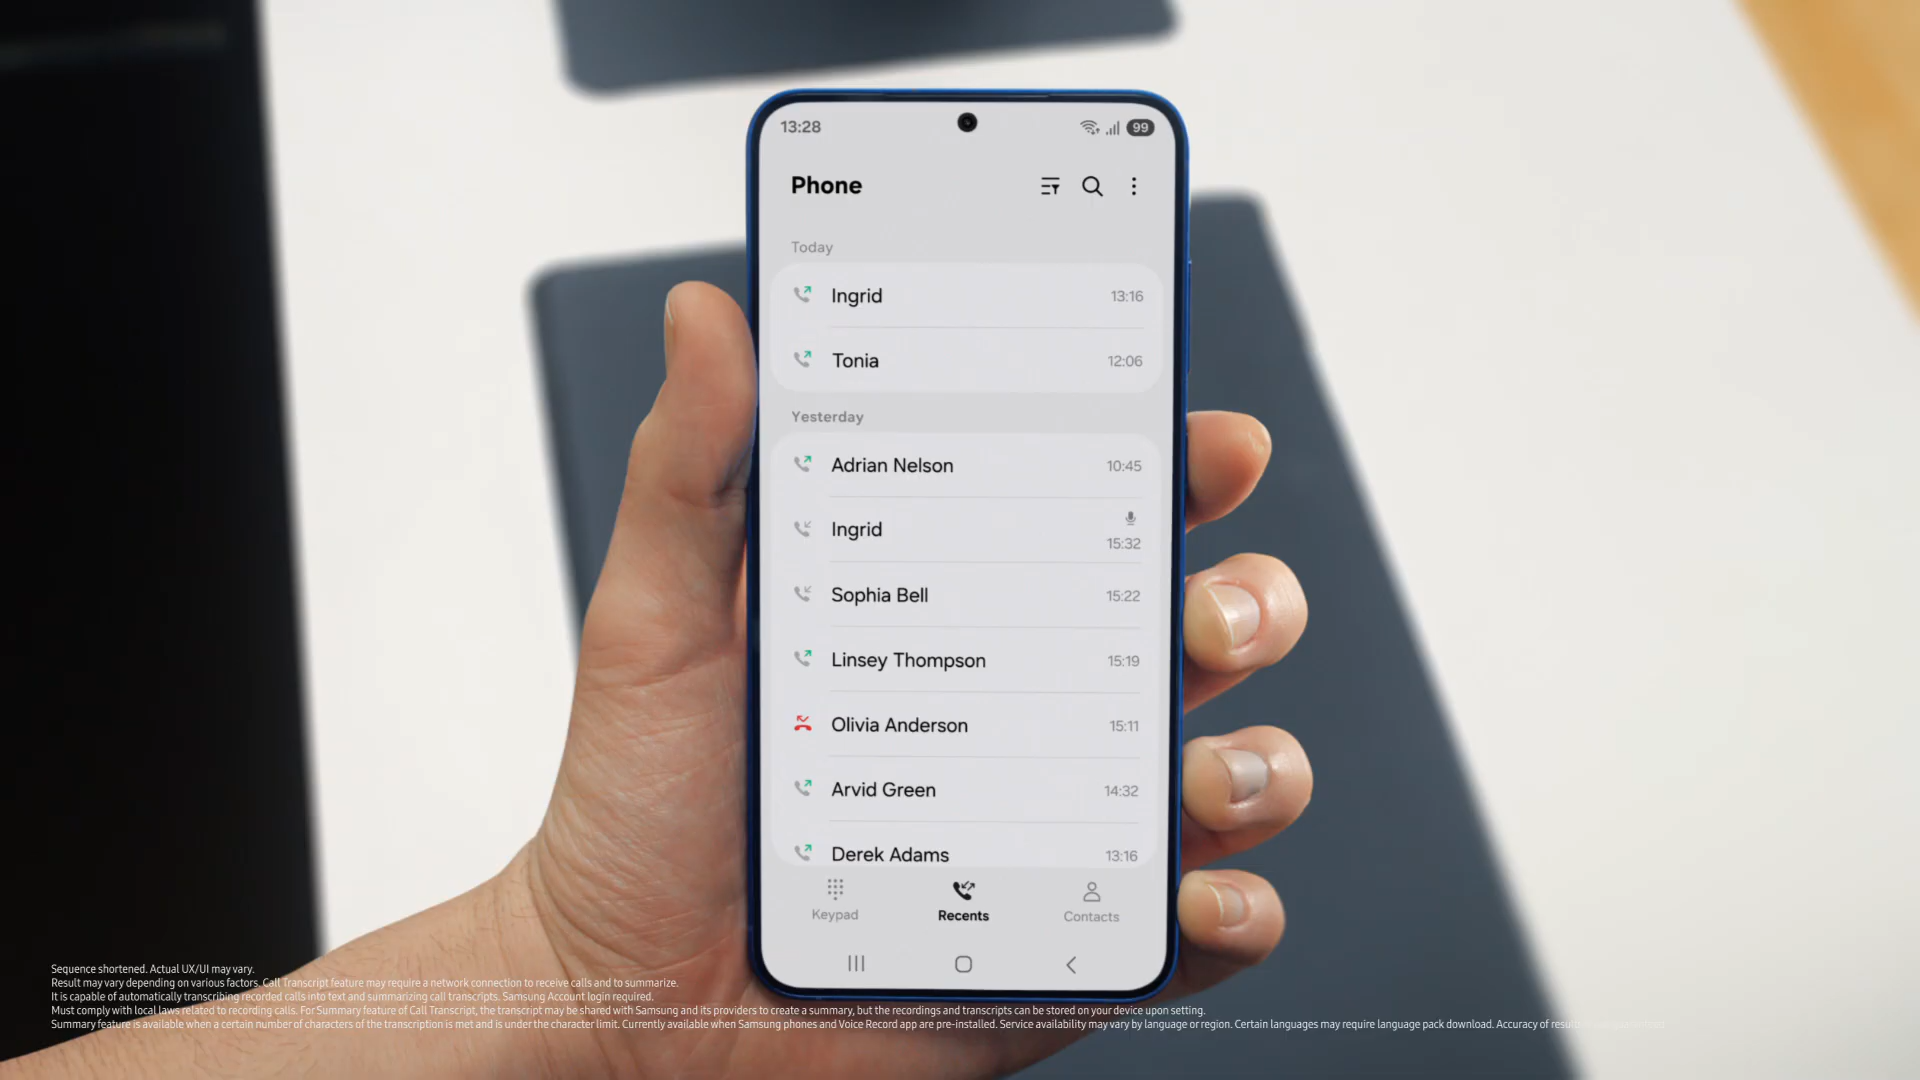 13:28
99
Phone
Today
Ingrid 13:16
Tonia 12:06
Yesterday
Adrian Nelson 10:45
Ingrid 15:32
Sophia Bell 15:22
Linsey Thompson 15:19
Olivia Anderson 15:11
Arvid Green 14:32
Derek Adams 13:16
Keypad Recents Contacts
Sequence shortened. Actual UX/UI may vary.
Result may vary depending on various factors. Call Transcript feature may require a network connection to receive calls and to summarize.
It is capable of automatically transcribing recorded calls into text and summarizing call transcripts. Samsung Account login required.
Must comply with local laws related to recording calls. For Summary feature of Call Transcript, the transcript may be shared with Samsung and its providers to create a summary, but the recordings and transcripts can be stored on your device upon setting.
Summary feature is available when a certain number of characters of the transcription is met and is under the character limit. Currently available when Samsung phones and Voice Record app are pre-installed. Service availability may vary by language or region. Certain languages may require language pack download. Accuracy of